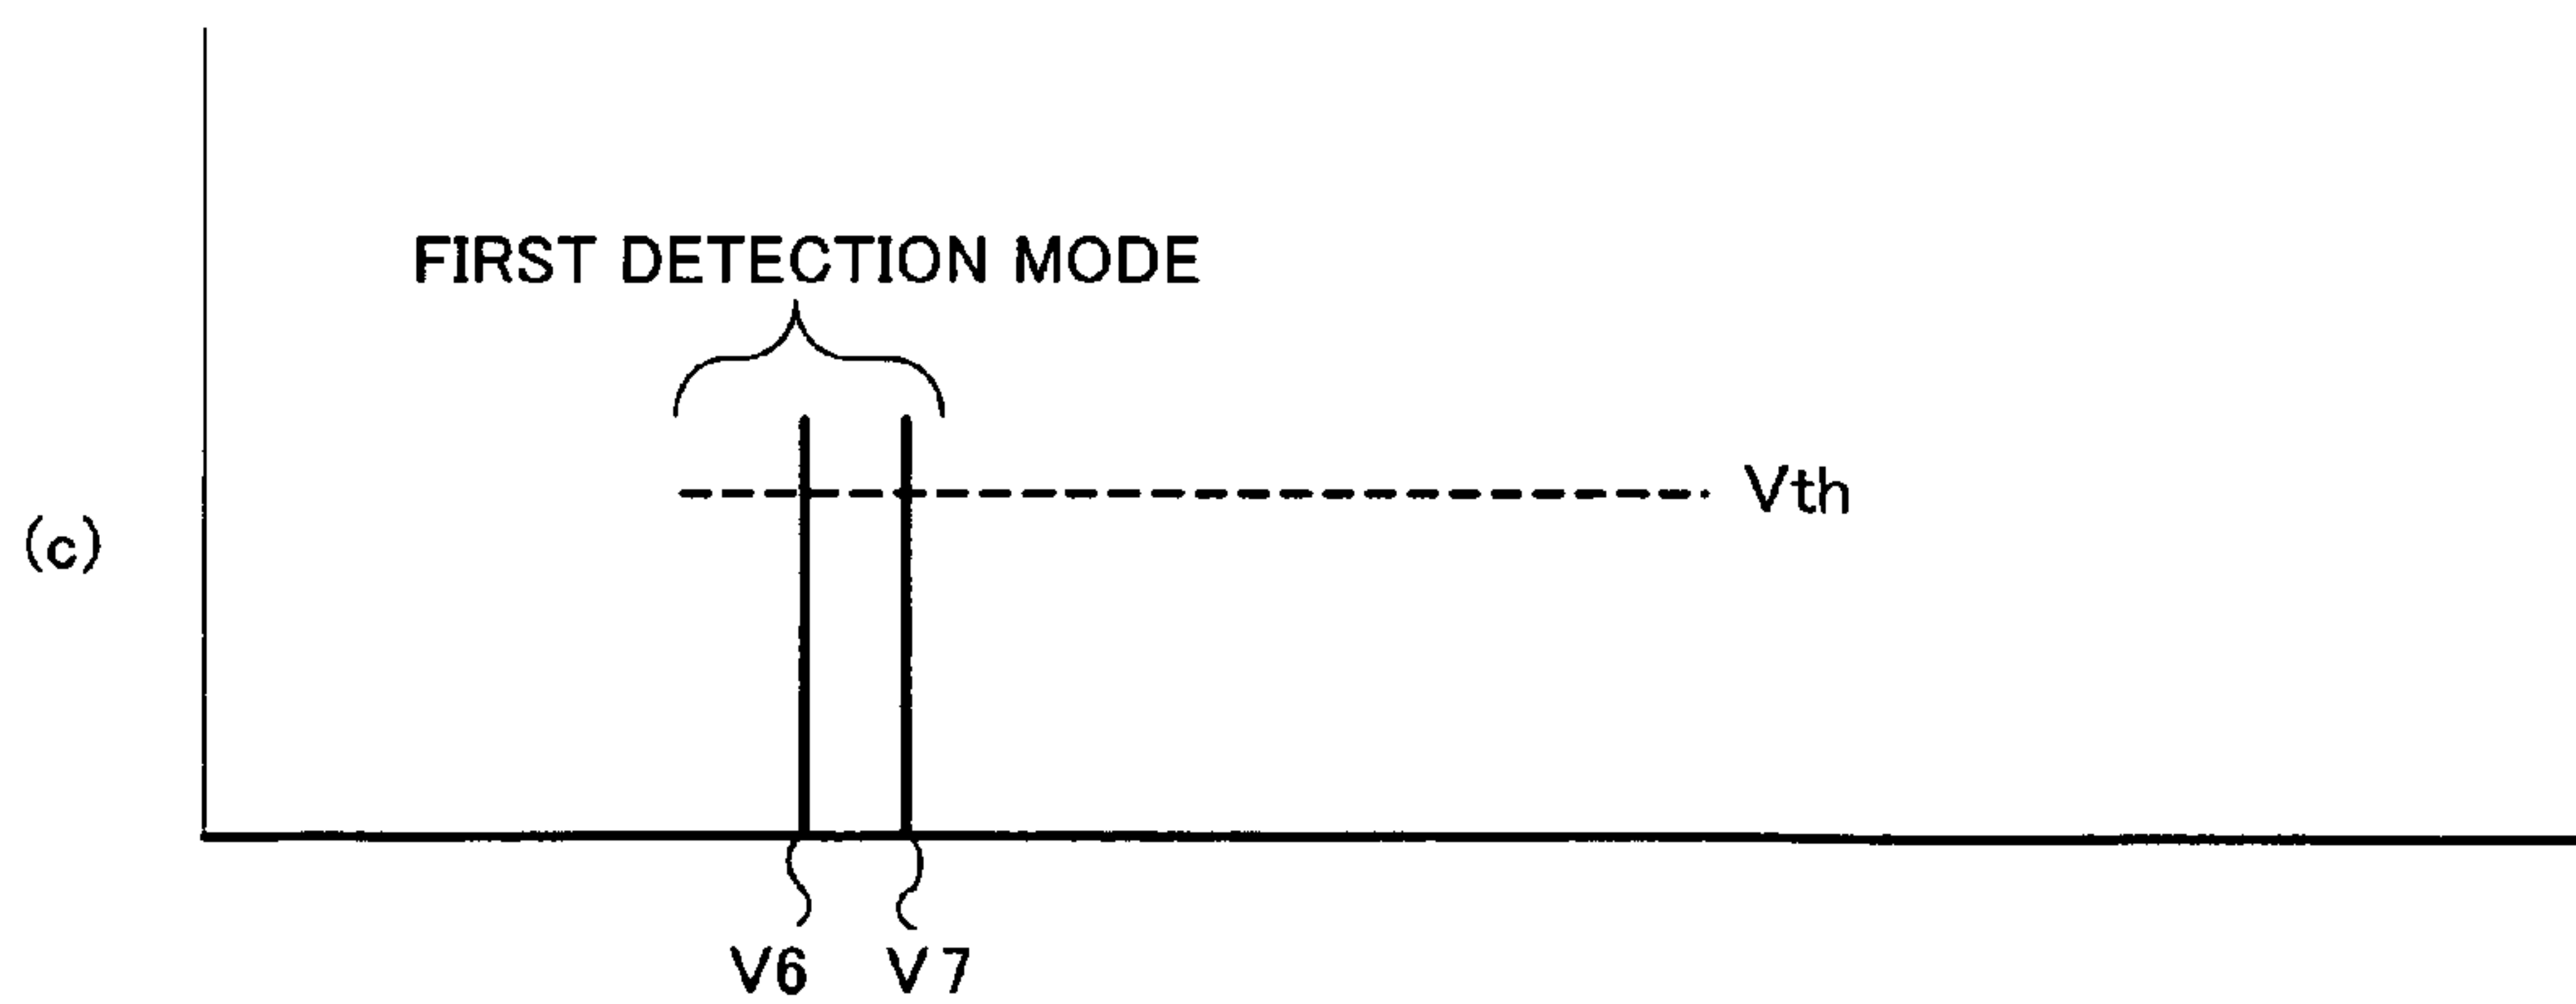 FIRST DETECTION MODE
Vth
(c)
V6 V7